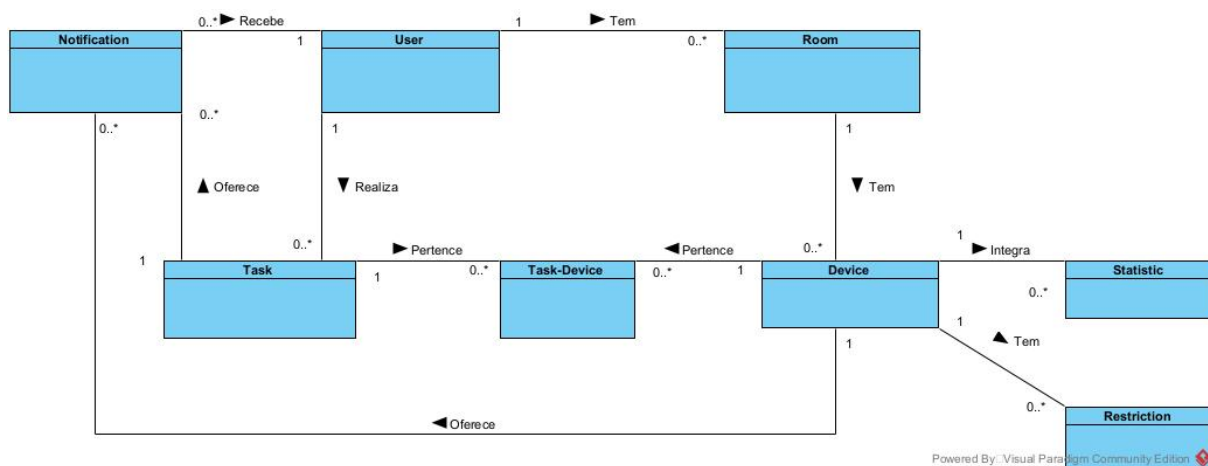 0..* ► Recebe
1 ► Tem
Notification
1
User
0..*
Room
0..*
0..*
1
1
▲ Oferece
▼ Realiza
▼ Tem
1
0..*
► Pertence
◄ Pertence
0..*
1
► Integra
Task
1
0..*
Task-Device
0..*
1
Device
Statistic
0..*
1
1
Tem
0..*
Restriction
◄ Oferece
Powered By Visual Paradigm Community Edition